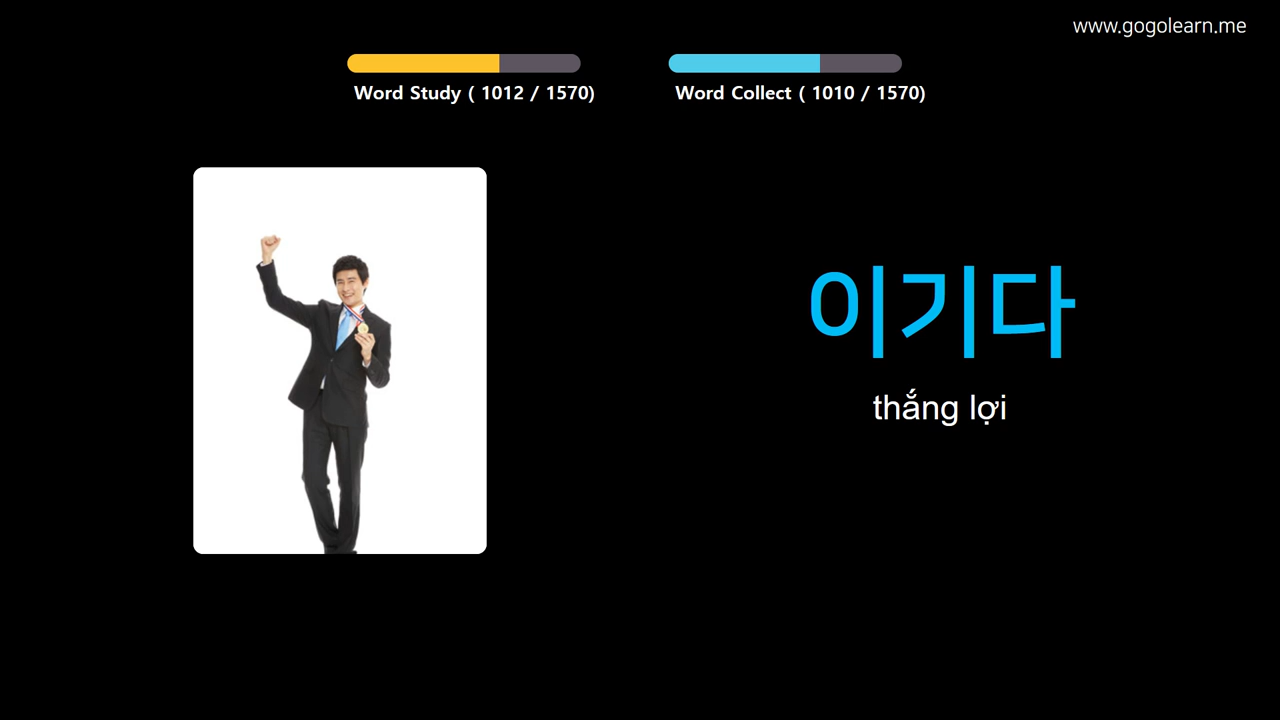 www.gogolearn.me
Word Study ( 1012 / 1570)
Word Collect ( 1010 / 1570)
이기다
thắng lợi